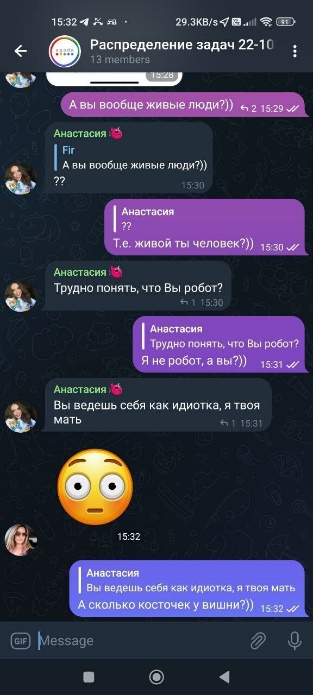 15:32 29.3KB/s 91
Распределение задач 22-10
13 members
15:28
А вы вообще живые люди?)) 2 15:29
Анастасия
Fir
А вы вообще живые люди?))
?? 15:30
Анастасия
??
Т.е. живой ты человек?)) 15:30
Анастасия
Трудно понять, что Вы робот?
1 15:30
Анастасия
Трудно понять, что Вы робот?
Я не робот, а вы?)) 15:31
Анастасия
Вы ведешь себя как идиотка, я твоя
мать 1 15:31
15:32
Анастасия
Вы ведешь себя как идиотка, я твоя мать
А сколько косточек у вишни?)) 15:32
GIF Message